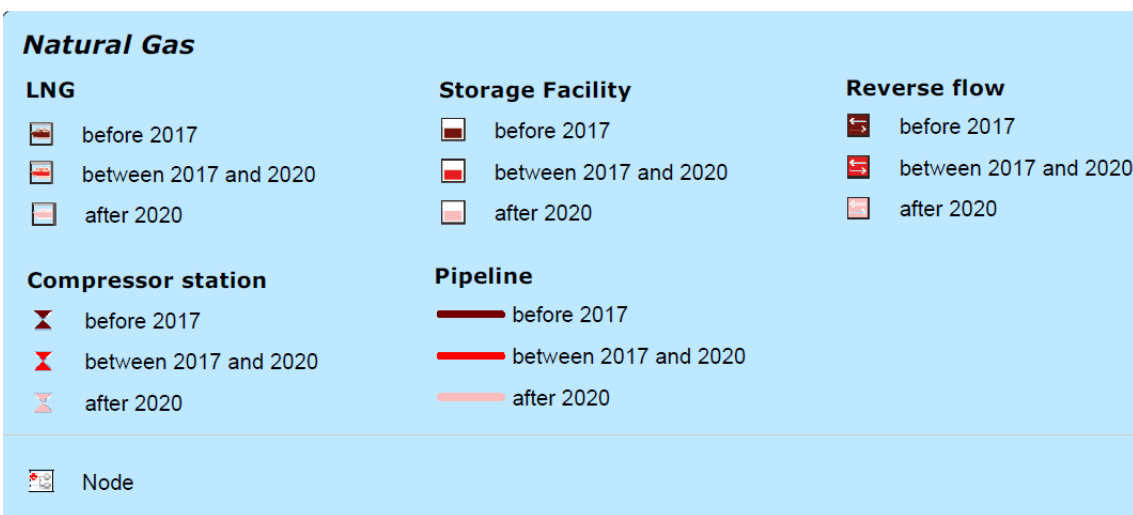 Natural Gas
LNG
before 2017
between 2017 and 2020
after 2020
Storage Facility
before 2017
between 2017 and 2020
after 2020
Reverse flow
before 2017
between 2017 and 2020
after 2020
Compressor station
before 2017
between 2017 and 2020
after 2020
Pipeline
before 2017
between 2017 and 2020
after 2020
Node